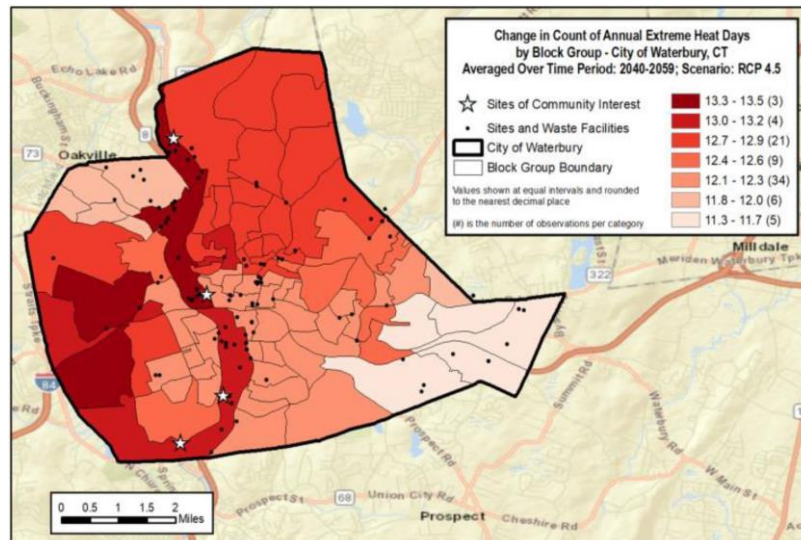 Change in Count of Annual Extreme Heat Days
by Block Group - City of Waterbury, CT
Averaged Over Time Period: 2040-2059; Scenario: RCP 4.5
Sites of Community Interest
Sites and Waste Facilities
City of Waterbury
Block Group Boundary
Values shown at equal intervals and rounded
to the nearest decimal place
(#) is the number of observations per category
13.3 - 13.5 (3)
13.0 - 13.2 (4)
12.7 - 12.9 (21)
12.4 - 12.6 (9)
12.1 - 12.3 (34)
11.8 - 12.0 (6)
11.3 - 11.7 (5)
Echo Lake Rd
Buckingham St
8
73
Oakville
Straits Tpke
84
Milldale
322
Meriden Waterbury Tpk
Summit Rd
Waterbury Rd
W Main St
Prospect Rd
Prospect St
68
Union City Rd
Prospect
Cheshire Rd
0 0.5 1 1.5 2
Miles